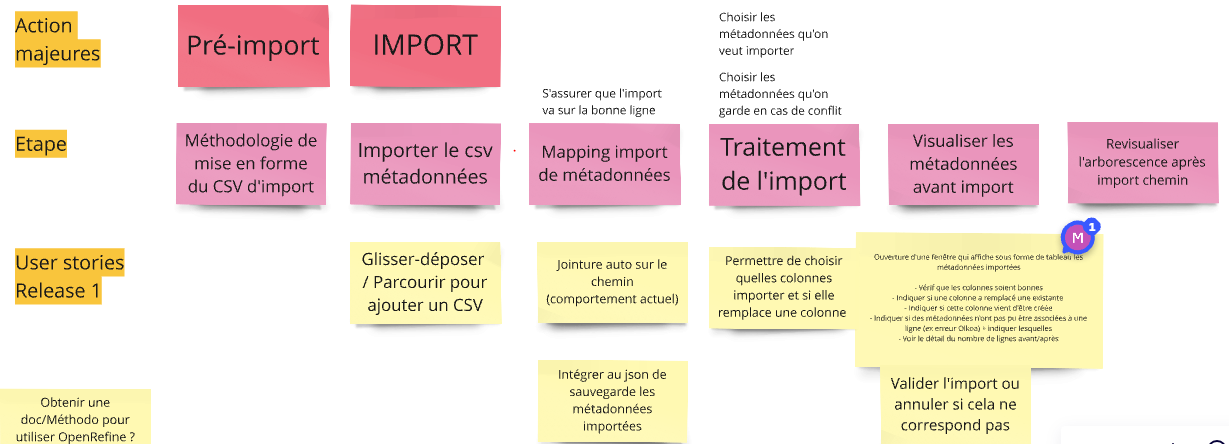 Action
majeures
Pré-import
IMPORT
Choisir les
métadonnées qu'on
veut importer
Choisir les
métadonnées qu'on
garde en cas de conflit
S'assurer que l'import
va sur la bonne ligne
Etape
Méthodologie de
mise en forme
du CSV d'import
Importer le csv
métadonnées
Mapping import
de métadonnées
Traitement
de l'import
Visualiser les
métadonnées
avant import
Revisualiser
l'arborescence après
import chemin
User stories
Release 1
Glisser-déposer
/ Parcourir pour
ajouter un CSV
Jointure auto sur le
chemin
(comportement actuel)
Permettre de choisir
quelles colonnes
importer et si elle
remplace une colonne
M
1
Ouverture d'une fenêtre qui affiche sous forme de tableau les
métadonnées importées
- Vérif que les colonnes soient bonnes
- Indiquer si une colonne a remplacé une existante
- Indiquer si cette colonne vient d'être créée
- Indiquer si des métadonnées n'ont pas pu être associées à une
ligne (ex erreur Olkoa) + indiquer lesquelles
- Voir le détail du nombre de lignes avant/après
Intégrer au json de
sauvegarde les
métadonnées
importées
Valider l'import ou
annuler si cela ne
correspond pas
Obtenir une
doc/Méthodo pour
utiliser OpenRefine ?